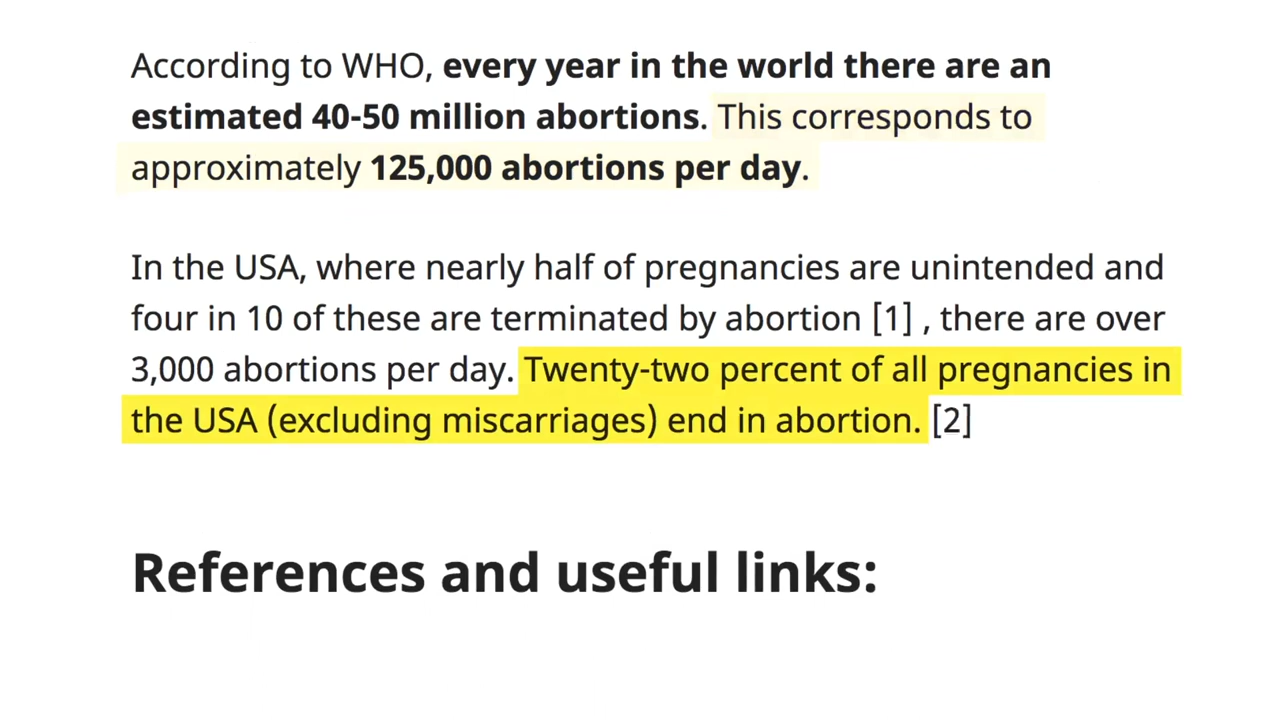 According to WHO, every year in the world there are an
estimated 40-50 million abortions. This corresponds to
approximately 125,000 abortions per day.
In the USA, where nearly half of pregnancies are unintended and
four in 10 of these are terminated by abortion [1] , there are over
3,000 abortions per day. Twenty-two percent of all pregnancies in
the USA (excluding miscarriages) end in abortion. [2]
References and useful links: